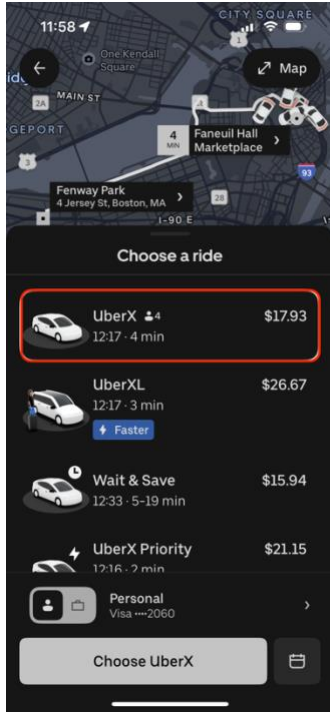 11:58
CITY SQUARE
1
One Kendall
Square
Map
MAIN ST
2A
GEPORT
4
MIN
Faneuil Hall
Marketplace
3
93
Fenway Park
4 Jersey St, Boston, MA
28
I-90 E
Choose a ride
UberX 4
$17.93
12:17 · 4 min
UberXL
$26.67
12:17 · 3 min
Faster
Wait & Save
$15.94
12:33 · 5-19 min
UberX Priority
$21.15
12:16 · 2 min
Personal
Visa ····2060
Choose UberX